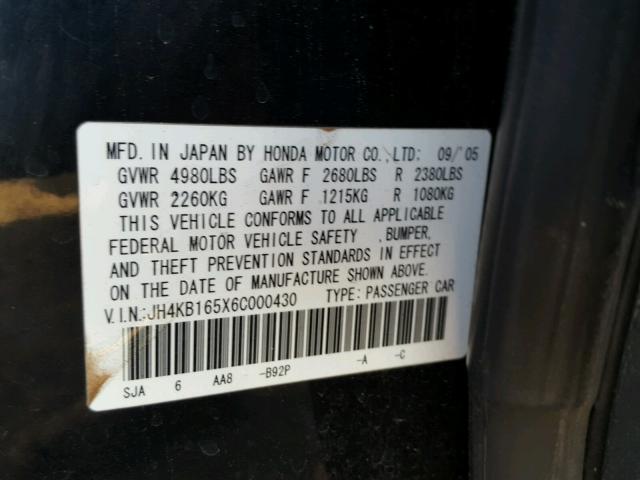 MFD. IN JAPAN BY HONDA MOTOR CO.,LTD: 09/'05
GVWR 4980LBS GAWR F 2680LBS R 2380LBS
GVWR 2260KG GAWR F 1215KG R 1080KG
THIS VEHICLE CONFORMS TO ALL APPLICABLE
FEDERAL MOTOR VEHICLE SAFETY ,BUMPER,
AND THEFT PREVENTION STANDARDS IN EFFECT
ON THE DATE OF MANUFACTURE SHOWN ABOVE.
V.I.N.:JH4KB165X6C000430 TYPE: PASSENGER CAR
SJA 6 AA8 -B92P -A -C